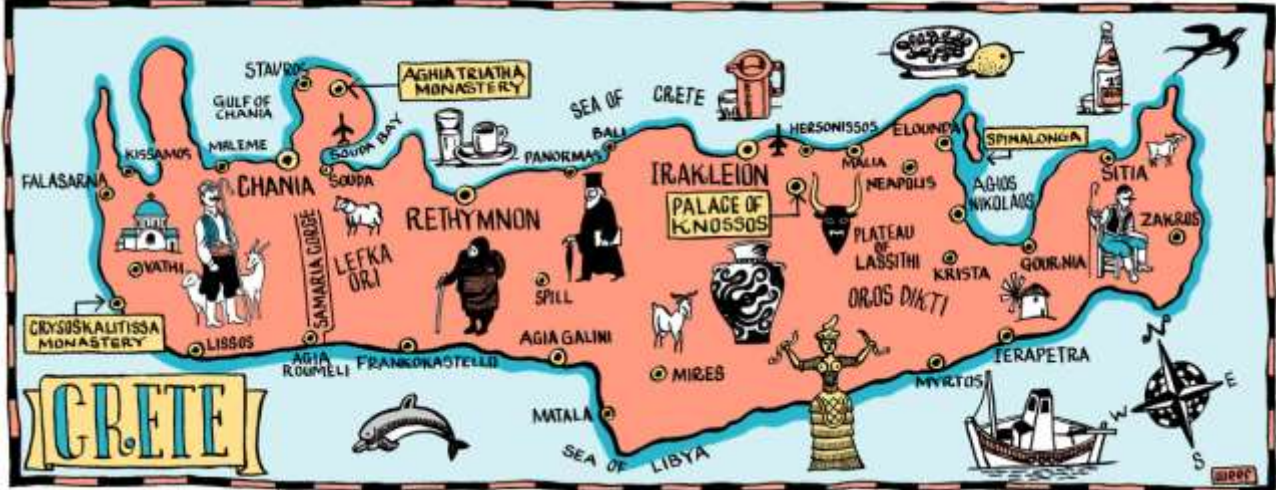 STAVROS
AGHIA TRIATHA
MONASTERY
GULF OF
CHANIA
SEA OF CRETE
SOUDA BAY
BALI
HERSONISSOS
ELOUNDA
SPINALONGA
KISSAMOS
MALEME
PANORMAS
MALIA
SITIA
FALASARNA
CHANIA
SOUDA
IRAKLEION
NEAPOLIS
AGIOS
NIKOLAOS
RETHYMNON
PALACE OF
KNOSSOS
ZAKROS
SAMARIA GORGE
LEFKA
ORI
PLATEAU
OF
LASSITHI
VATHI
KRISTA
GOURNIA
SPILL
OROS DIKTI
CRYSOSKALITISSA
MONASTERY
LISSOS
AGIA
ROUMELI
FRANKOKASTELLO
AGIA GALINI
IERAPETRA
MIRES
MYRTOS
MATALA
SEA OF LIBYA
CRETE
N
E
W
S